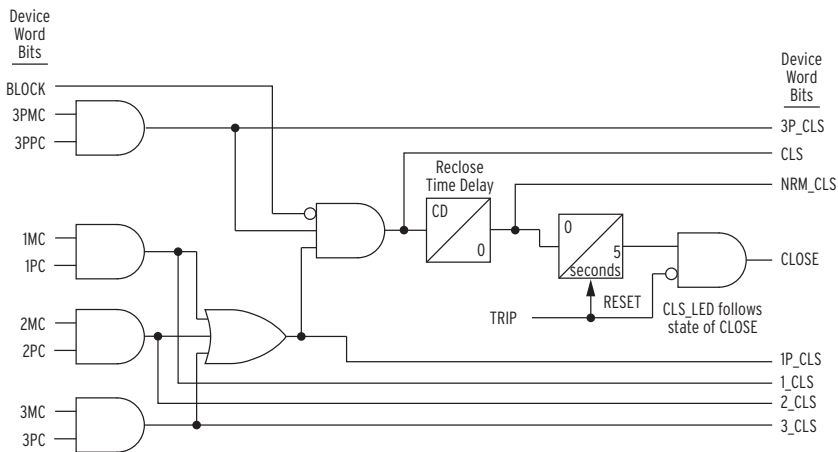 Device
Word
Bits
BLOCK
3PMC
3PPC
1MC
1PC
2MC
2PC
3MC
3PC
Reclose
Time Delay
CD
0
0
5
seconds
TRIP
RESET
CLS_LED follows
state of CLOSE
Device
Word
Bits
3P_CLS
CLS
NRM_CLS
CLOSE
1P_CLS
1_CLS
2_CLS
3_CLS